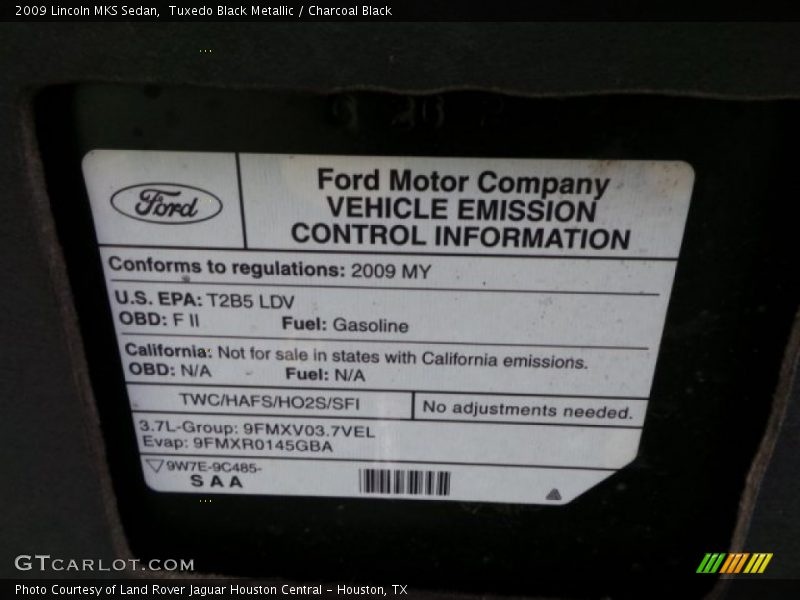 2009 Lincoln MKS Sedan, Tuxedo Black Metallic / Charcoal Black
Ford
Ford Motor Company
VEHICLE EMISSION
CONTROL INFORMATION
Conforms to regulations: 2009 MY
U.S. EPA: T2B5 LDV
OBD: F II Fuel: Gasoline
California: Not for sale in states with California emissions.
OBD: N/A Fuel: N/A
TWC/HAFS/HO2S/SFI
No adjustments needed.
3.7L-Group: 9FMXV03.7VEL
Evap: 9FMXR0145GBA
9W7E-9C485-
SAA
GTCARLOT.COM
Photo Courtesy of Land Rover Jaguar Houston Central - Houston, TX